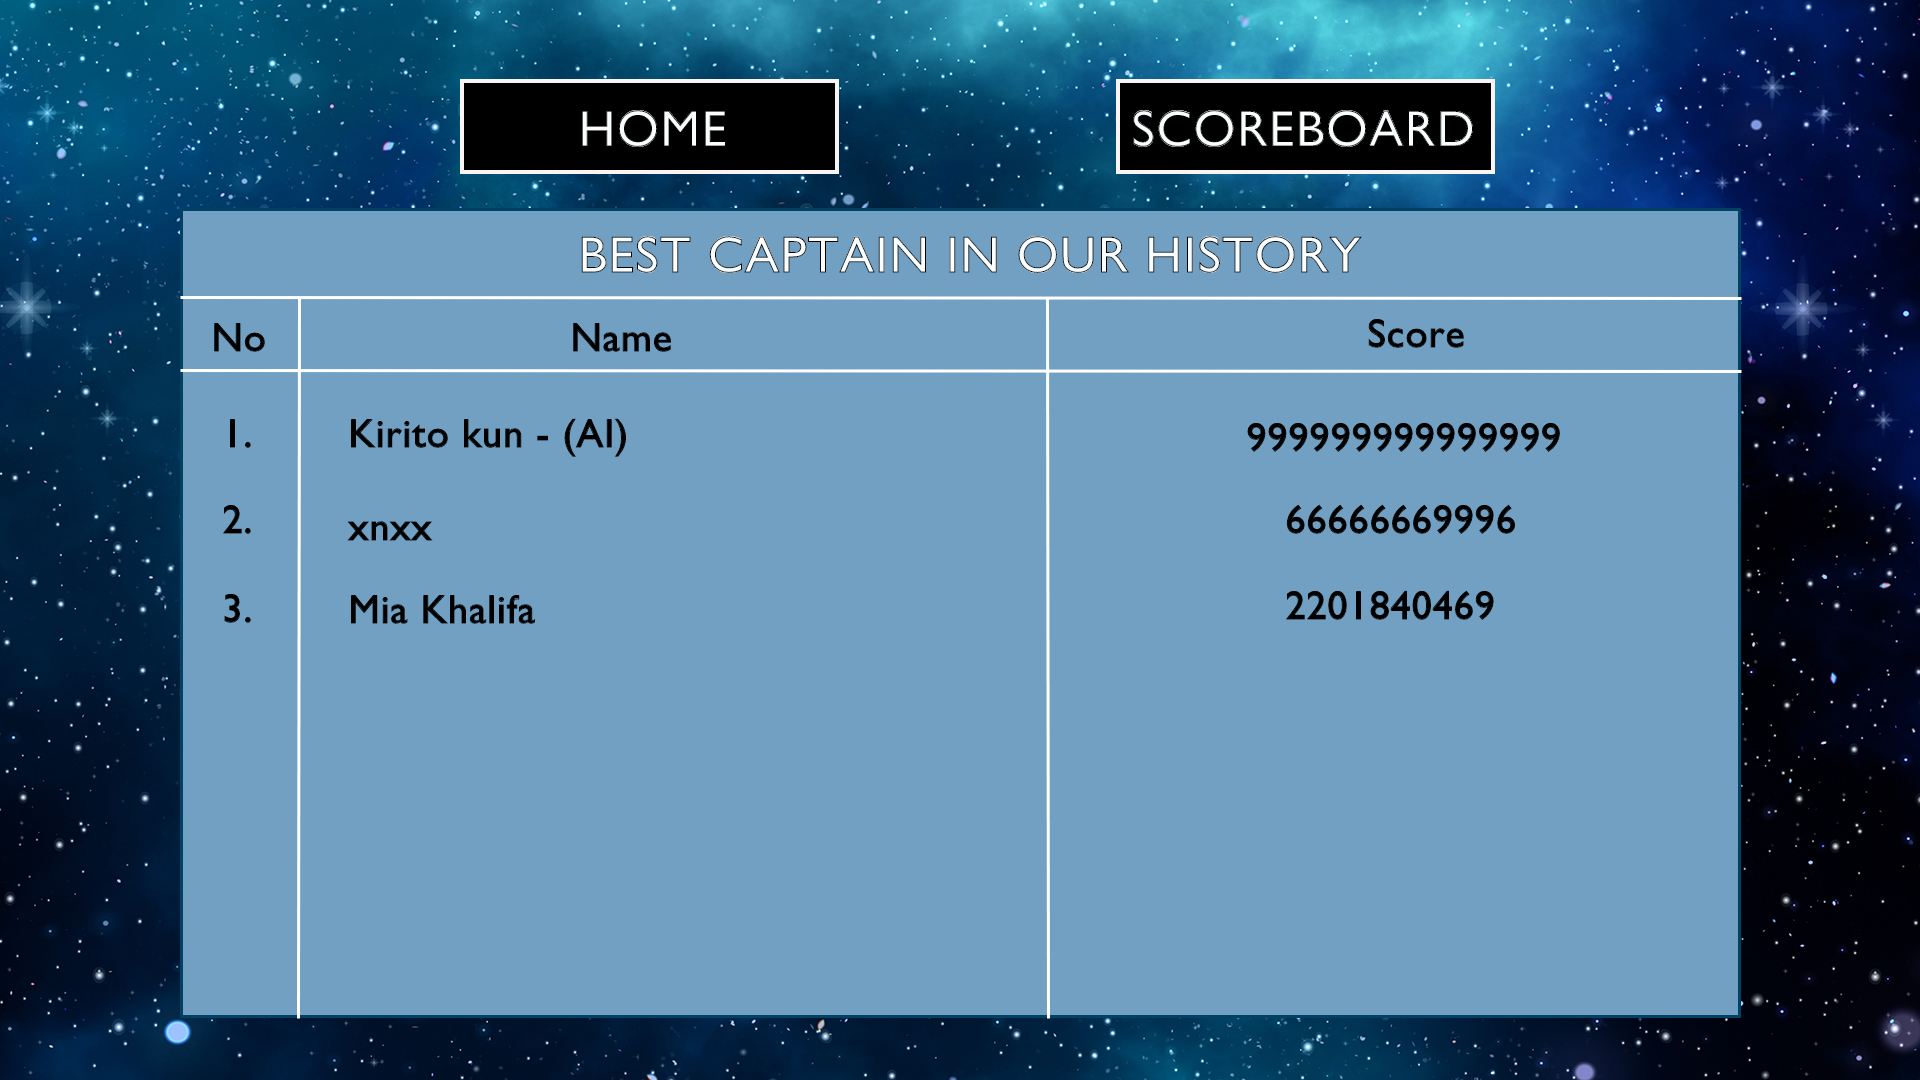 HOME SCOREBOARD
BEST CAPTAIN IN OUR HISTORY
No Name Score
1. Kirito kun - (AI) 999999999999999
2. xnxx 66666669996
3. Mia Khalifa 2201840469